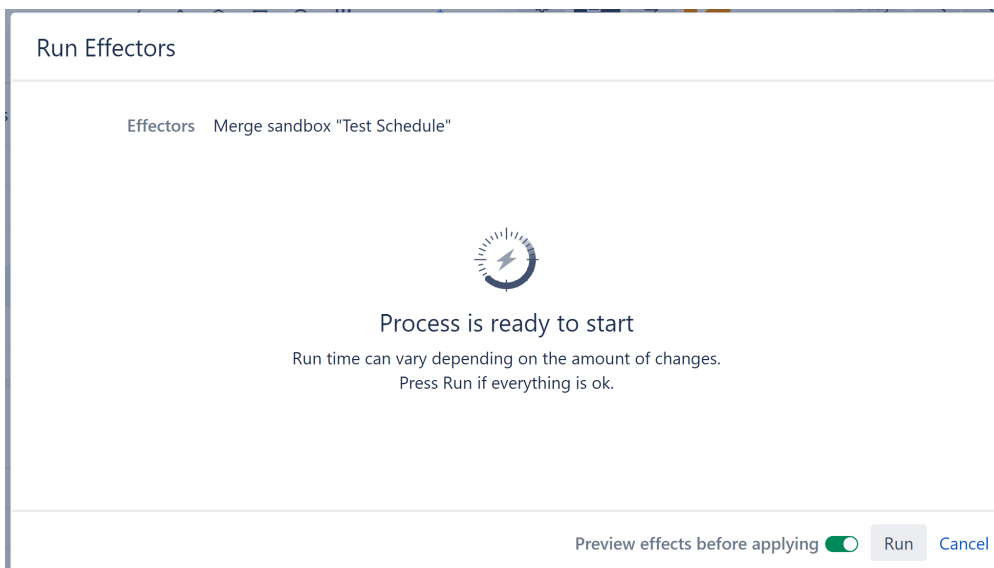 Run Effectors
Effectors Merge sandbox "Test Schedule"
Process is ready to start
Run time can vary depending on the amount of changes.
Press Run if everything is ok.
Preview effects before applying Run Cancel